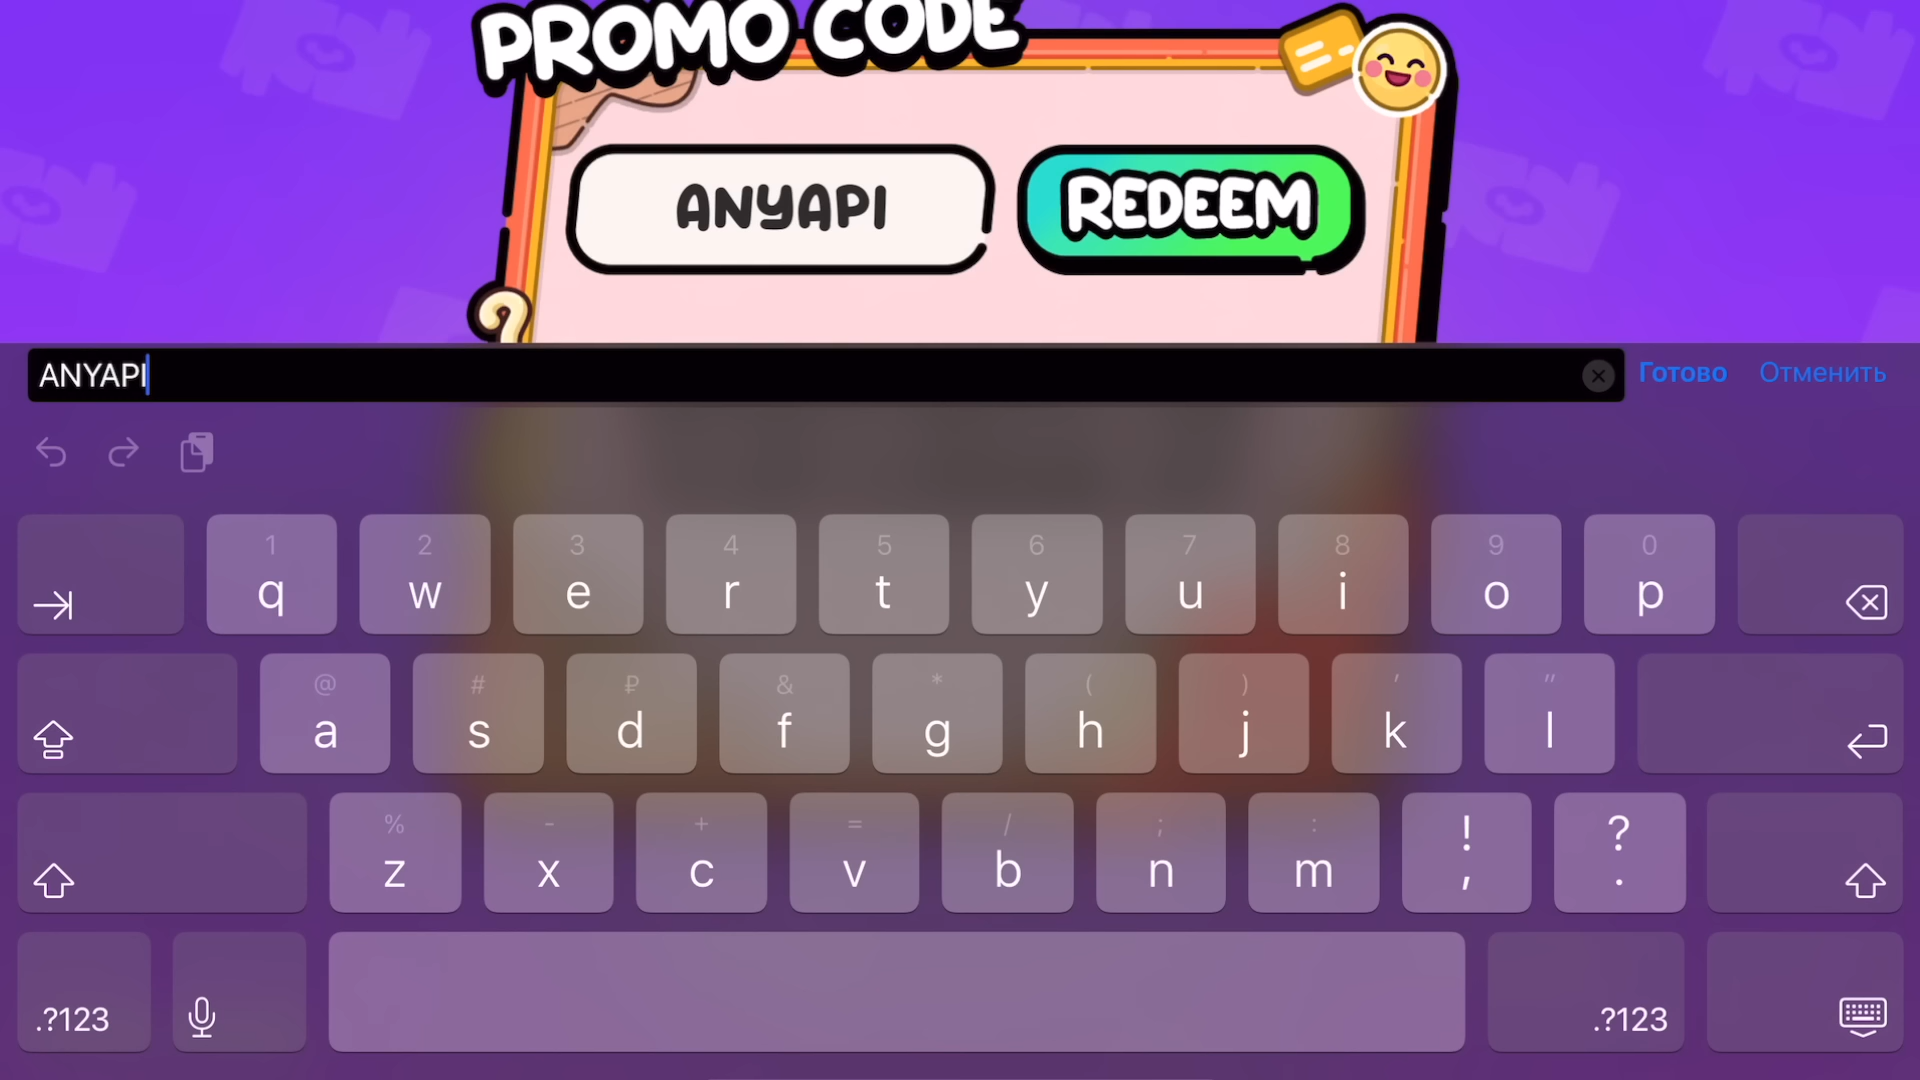 PROMO CODE
ANYAPI REDEEM
ANYAPI Готово Отменить
1 2 3 4 5 6 7 8 9 0
q w e r t y u i o p
@ # ₽ & * ( ) ' "
a s d f g h j k l
% - + = / ; : ! ?
z x c v b n m , .
.?123 .?123